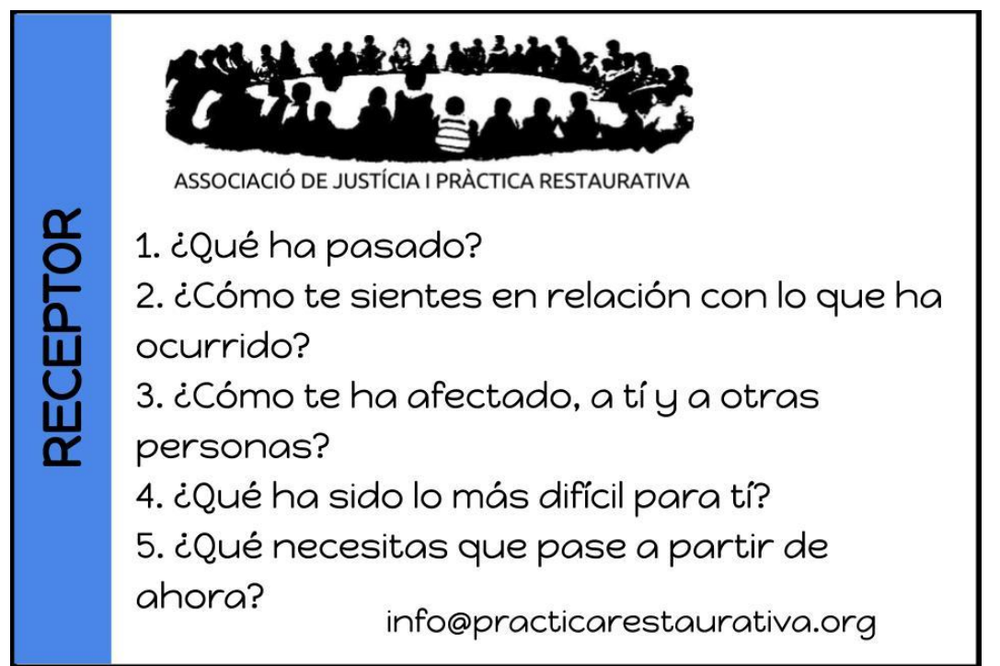 RECEPTOR
ASSOCIACIÓ DE JUSTÍCIA I PRÀCTICA RESTAURATIVA
1. ¿Qué ha pasado?
2. ¿Cómo te sientes en relación con lo que ha
ocurrido?
3. ¿Cómo te ha afectado, a tí y a otras
personas?
4. ¿Qué ha sido lo más difícil para tí?
5. ¿Qué necesitas que pase a partir de
ahora?
info@practicarestaurativa.org